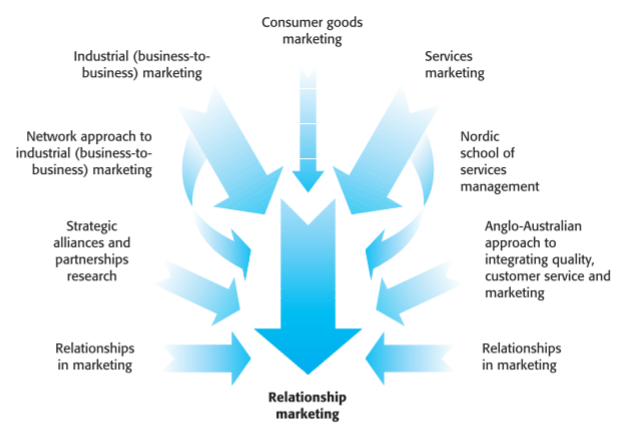 Consumer goods
marketing
Industrial (business-to-
business) marketing
Services
marketing
Network approach to
industrial (business-to-
business) marketing
Nordic
school of
services
management
Strategic
alliances and
partnerships
research
Anglo-Australian
approach to
integrating quality,
customer service and
marketing
Relationships
in marketing
Relationships
in marketing
Relationship
marketing